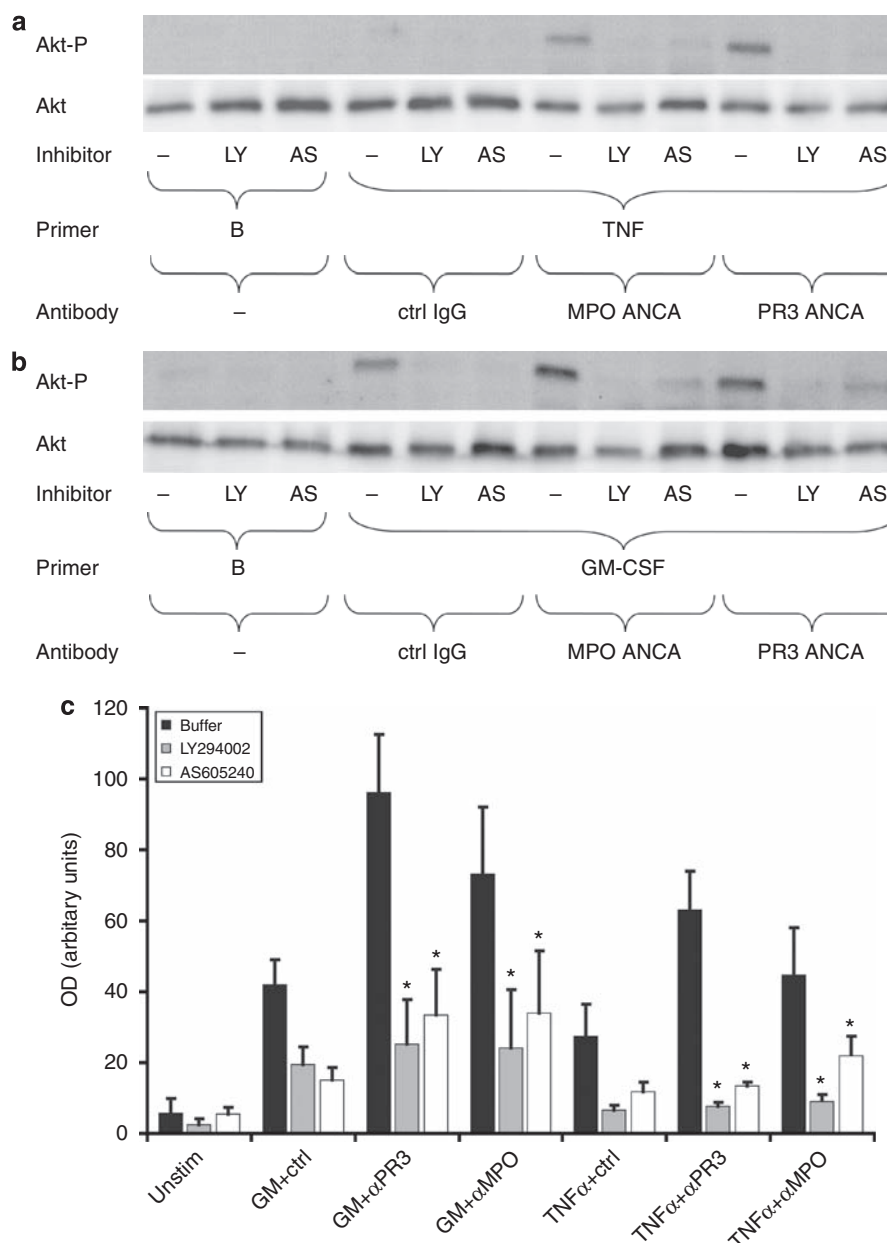 a
Akt-P
Akt
Inhibitor – LY AS – LY AS – LY AS – LY AS
Primer B TNF
Antibody – ctrl IgG MPO ANCA PR3 ANCA
b
Akt-P
Akt
Inhibitor – LY AS – LY AS – LY AS – LY AS
Primer B GM-CSF
Antibody – ctrl IgG MPO ANCA PR3 ANCA
c
OD (arbitary units)
120
100
80
60
40
20
0
Buffer
LY294002
AS605240
* * * * * * * *
Unstim
GM+ctrl
GM+αPR3
GM+αMPO
TNFα+ctrl
TNFα+αPR3
TNFα+αMPO